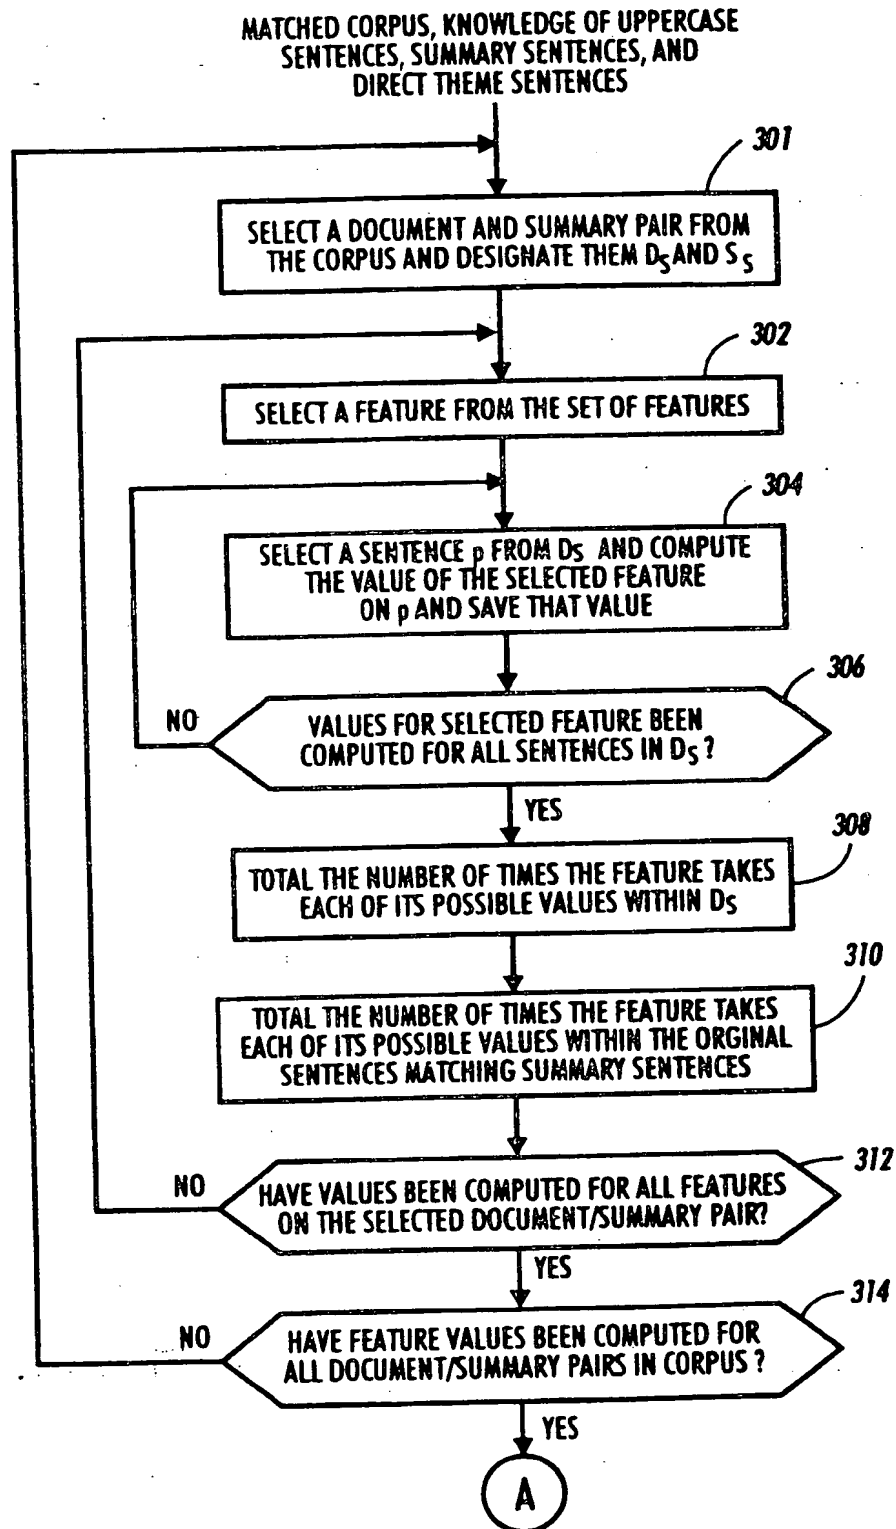 MATCHED CORPUS, KNOWLEDGE OF UPPERCASE
SENTENCES, SUMMARY SENTENCES, AND
DIRECT THEME SENTENCES
301
SELECT A DOCUMENT AND SUMMARY PAIR FROM
THE CORPUS AND DESIGNATE THEM DS AND SS
302
SELECT A FEATURE FROM THE SET OF FEATURES
304
SELECT A SENTENCE p FROM DS AND COMPUTE
THE VALUE OF THE SELECTED FEATURE
ON p AND SAVE THAT VALUE
306
NO
VALUES FOR SELECTED FEATURE BEEN
COMPUTED FOR ALL SENTENCES IN DS ?
YES
308
TOTAL THE NUMBER OF TIMES THE FEATURE TAKES
EACH OF ITS POSSIBLE VALUES WITHIN DS
310
TOTAL THE NUMBER OF TIMES THE FEATURE TAKES
EACH OF ITS POSSIBLE VALUES WITHIN THE ORGINAL
SENTENCES MATCHING SUMMARY SENTENCES
312
NO
HAVE VALUES BEEN COMPUTED FOR ALL FEATURES
ON THE SELECTED DOCUMENT/SUMMARY PAIR?
YES
314
NO
HAVE FEATURE VALUES BEEN COMPUTED FOR
ALL DOCUMENT/SUMMARY PAIRS IN CORPUS ?
YES
A